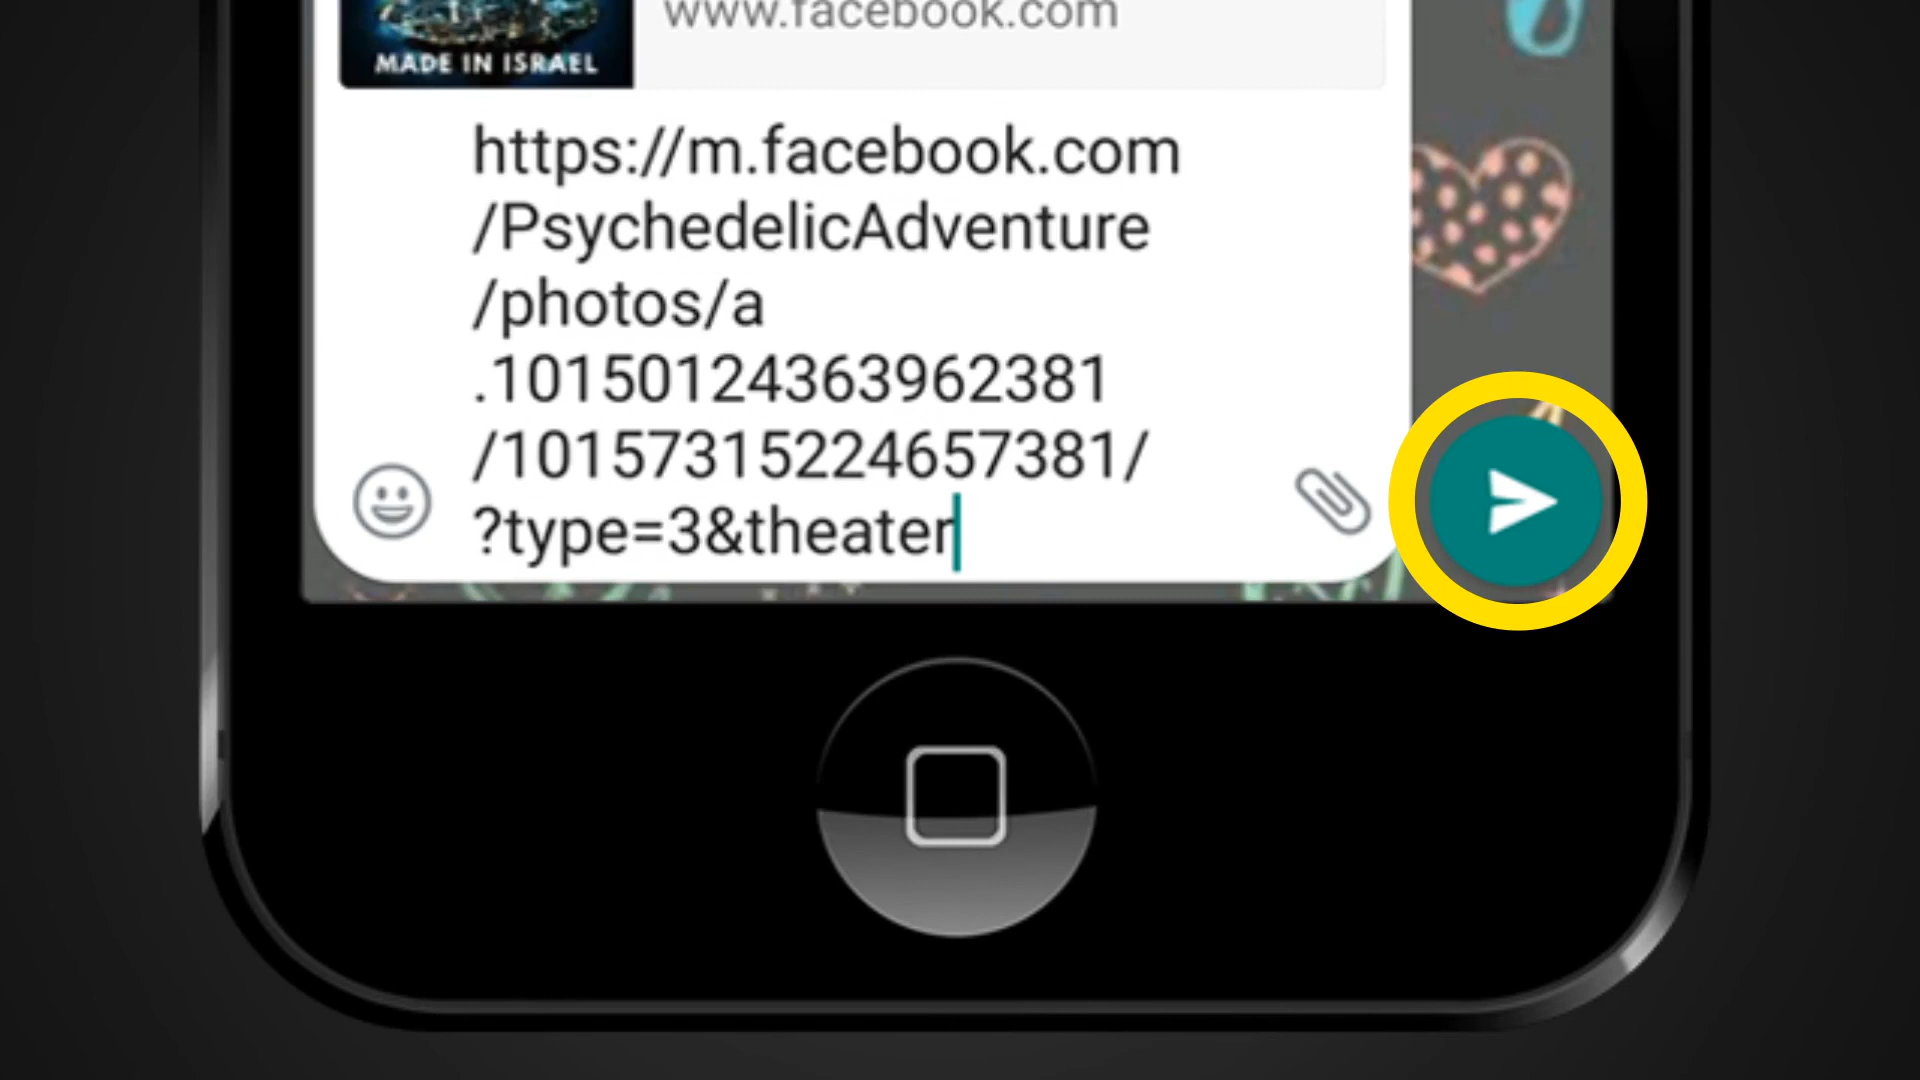 www.facebook.com
MADE IN ISRAEL
https://m.facebook.com
/PsychedelicAdventure
/photos/a
.10150124363962381
/10157315224657381/
?type=3&theater